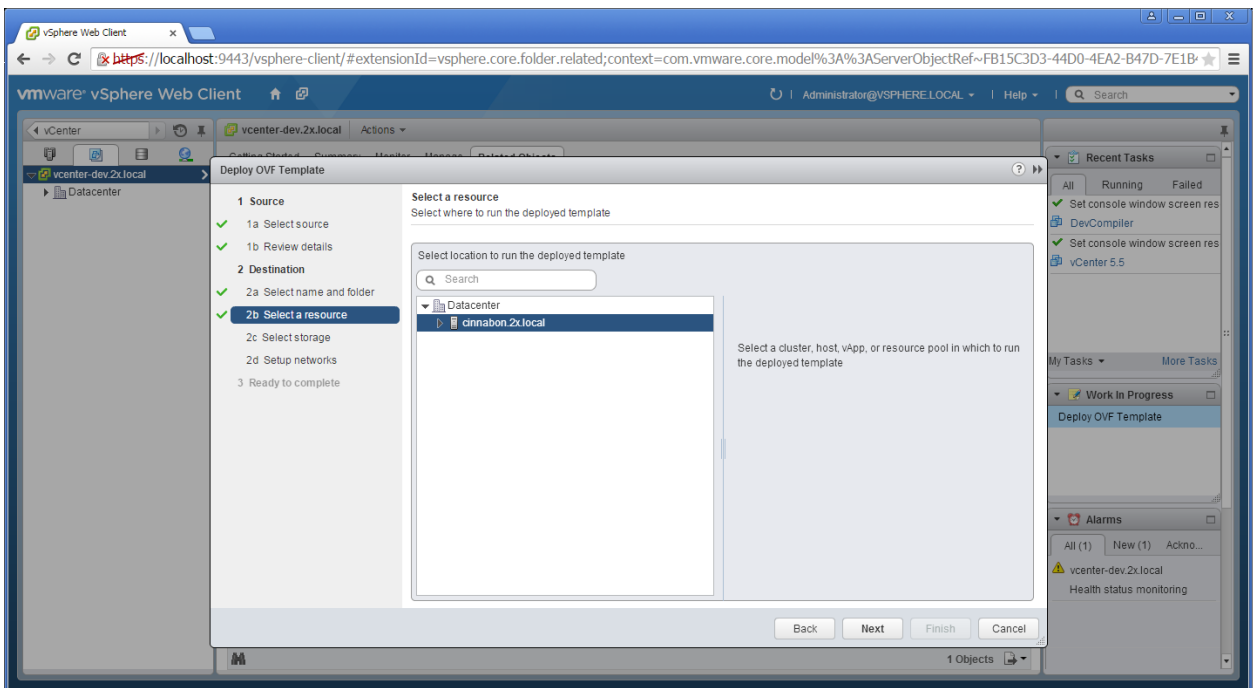 vSphere Web Client
https://localhost:9443/vsphere-client/#extensionId=vsphere.core.folder.related;context=com.vmware.core.model%3A%3AServerObjectRef~FB15C3D3-44D0-4EA2-B47D-7E1B
vmware® vSphere Web Client
Administrator@VSPHERE.LOCAL
Help
Search
vCenter
vcenter-dev.2x.local
Datacenter
vcenter-dev.2x.local
Actions
Getting Started Summary Monitor Manage Related Objects
Deploy OVF Template
1 Source
1a Select source
1b Review details
2 Destination
2a Select name and folder
2b Select a resource
2c Select storage
2d Setup networks
3 Ready to complete
Select a resource
Select where to run the deployed template
Select location to run the deployed template
Search
Datacenter
cinnabon.2x.local
Select a cluster, host, vApp, or resource pool in which to run
the deployed template
Back Next Finish Cancel
1 Objects
Recent Tasks
All Running Failed
Set console window screen res
DevCompiler
Set console window screen res
vCenter 5.5
My Tasks More Tasks
Work In Progress
Deploy OVF Template
Alarms
All (1) New (1) Ackno...
vcenter-dev.2x.local
Health status monitoring